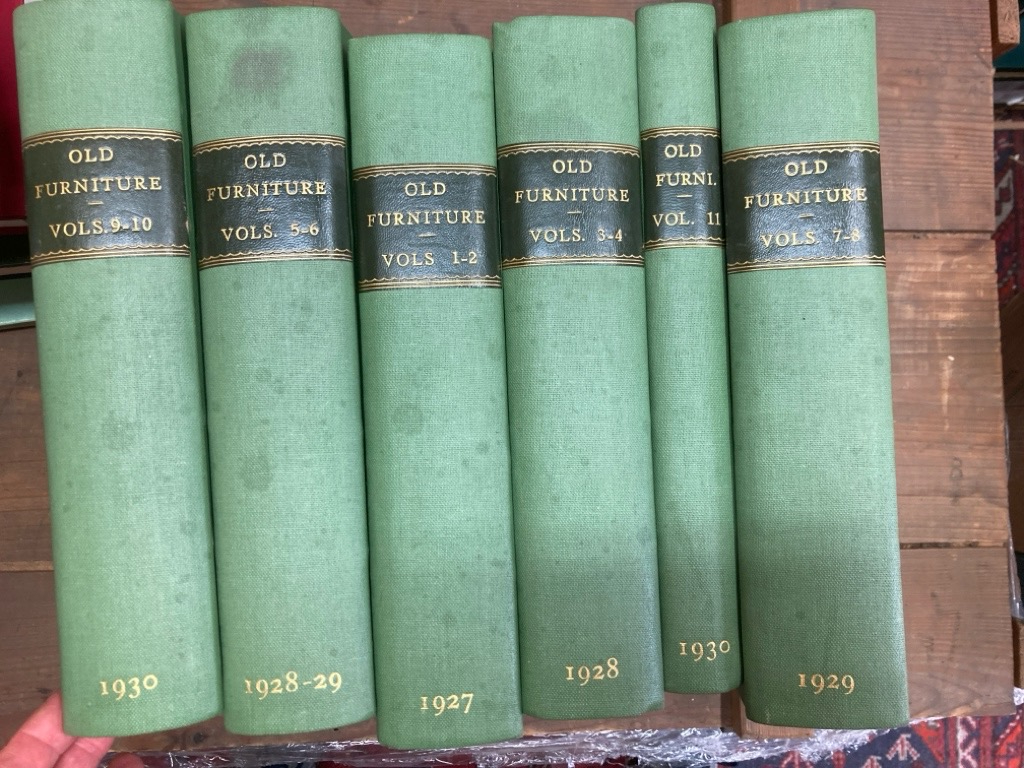 OLD
FURNITURE
VOLS.9-10
1930
OLD
FURNITURE
VOLS. 5-6
1928-29
OLD
FURNITURE
VOLS 1-2
1927
OLD
FURNITURE
VOLS. 3-4
1928
OLD
FURNI.
VOL. 11
1930
OLD
FURNITURE
VOLS. 7-8
1929